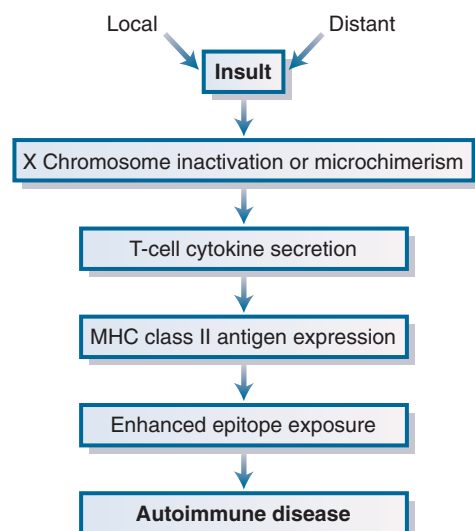 Local Distant
Insult
X Chromosome inactivation or microchimerism
T-cell cytokine secretion
MHC class II antigen expression
Enhanced epitope exposure
Autoimmune disease